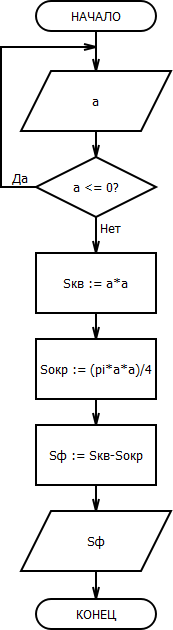 НАЧАЛО
a
a <= 0?
Да
Нет
Sкв := a*a
Sокр := (pi*a*a)/4
Sф := Sкв-Sокр
Sф
КОНЕЦ